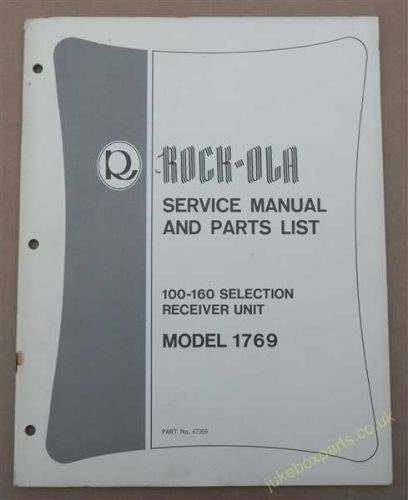 R
ROCK-OLA
SERVICE MANUAL
AND PARTS LIST
100-160 SELECTION
RECEIVER UNIT
MODEL 1769
PART No. 47359
jukeboxparts.co.uk